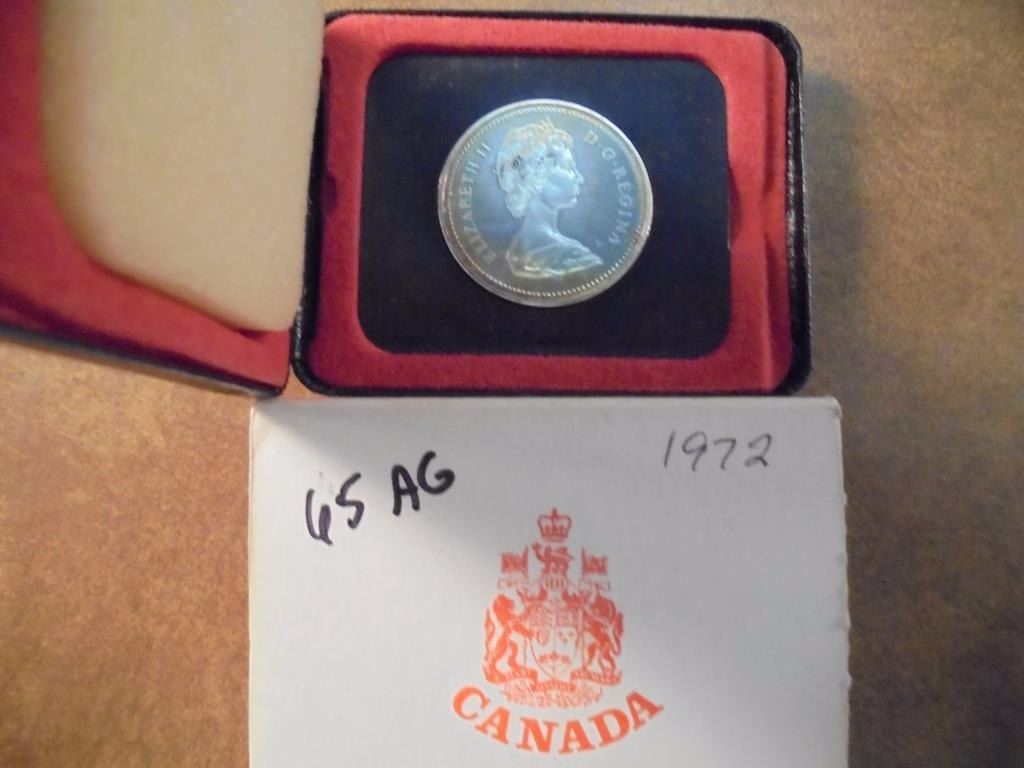 ELIZABETH II D·G·REGINA
1972
65 AG
CANADA